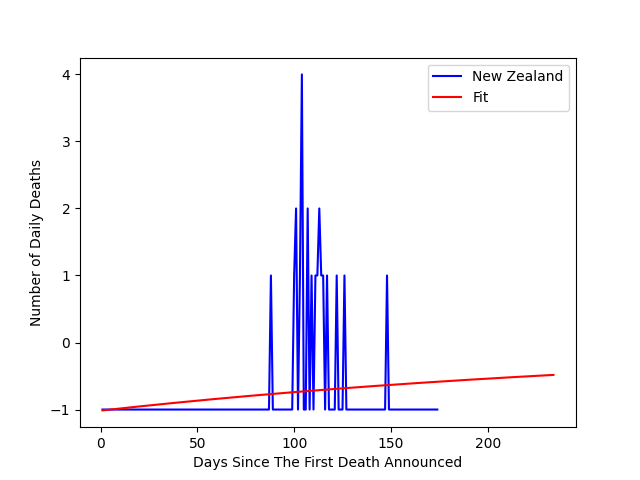 New Zealand
Fit
4
3
2
1
0
−1
Number of Daily Deaths
0
50
100
150
200
Days Since The First Death Announced